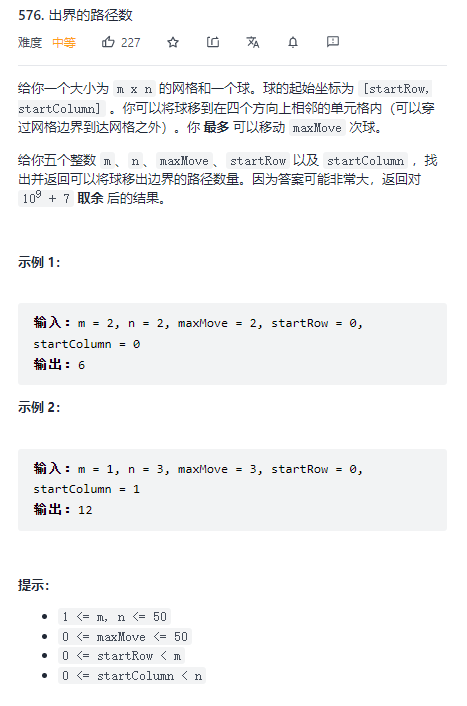 576. 出界的路径数
难度 中等 227
给你一个大小为 m x n 的网格和一个球。球的起始坐标为 [startRow,
startColumn] 。你可以将球移到在四个方向上相邻的单元格内（可以穿
过网格边界到达网格之外）。你 最多 可以移动 maxMove 次球。
给你五个整数 m 、 n 、 maxMove 、 startRow 以及 startColumn ，找
出并返回可以将球移出边界的路径数量。因为答案可能非常大，返回对
10⁹ + 7 取余 后的结果。
示例 1：
输入：m = 2, n = 2, maxMove = 2, startRow = 0,
startColumn = 0
输出：6
示例 2：
输入：m = 1, n = 3, maxMove = 3, startRow = 0,
startColumn = 1
输出：12
提示：
1 <= m, n <= 50
0 <= maxMove <= 50
0 <= startRow < m
0 <= startColumn < n